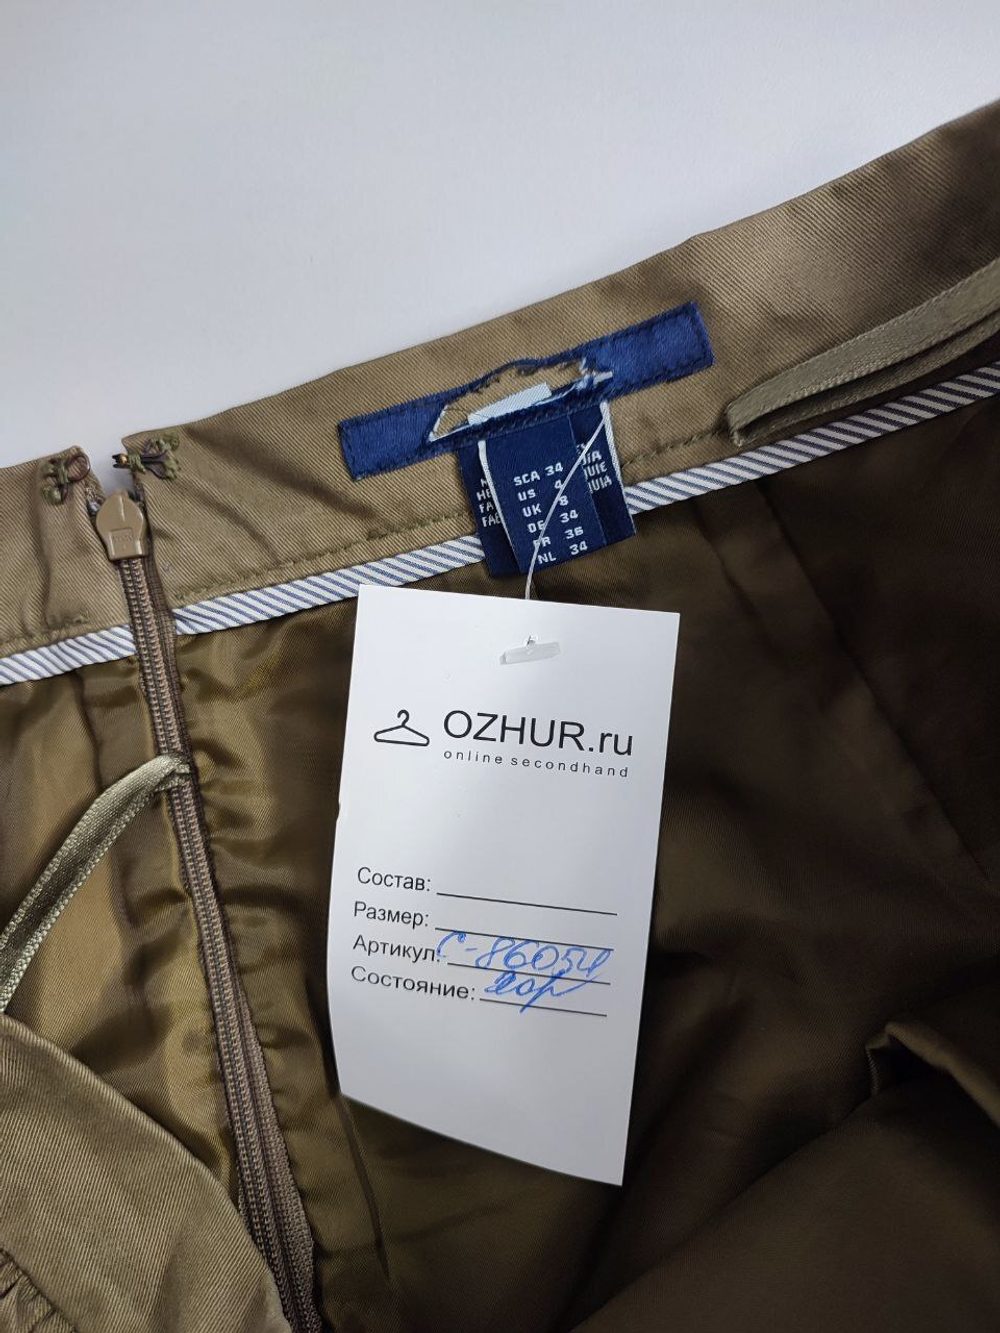 SCA 34
US 4
UK 8
DE 34
FR 36
NL 34
OZHUR.ru
online secondhand
Состав:
Размер:
Артикул: С-86054
Состояние: хор